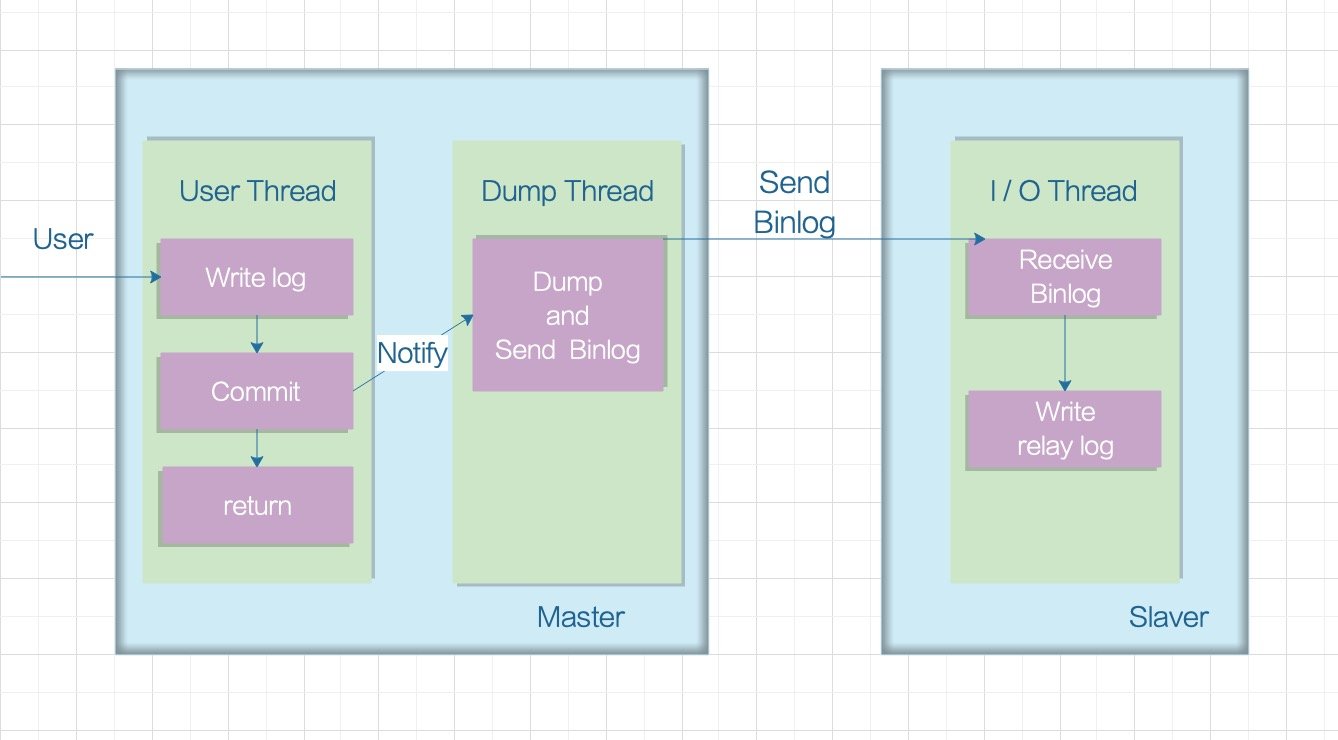 User
User Thread
Write log
Commit
return
Notify
Dump Thread
Dump
and
Send Binlog
Master
Send
Binlog
I / O Thread
Receive
Binlog
Write
relay log
Slaver